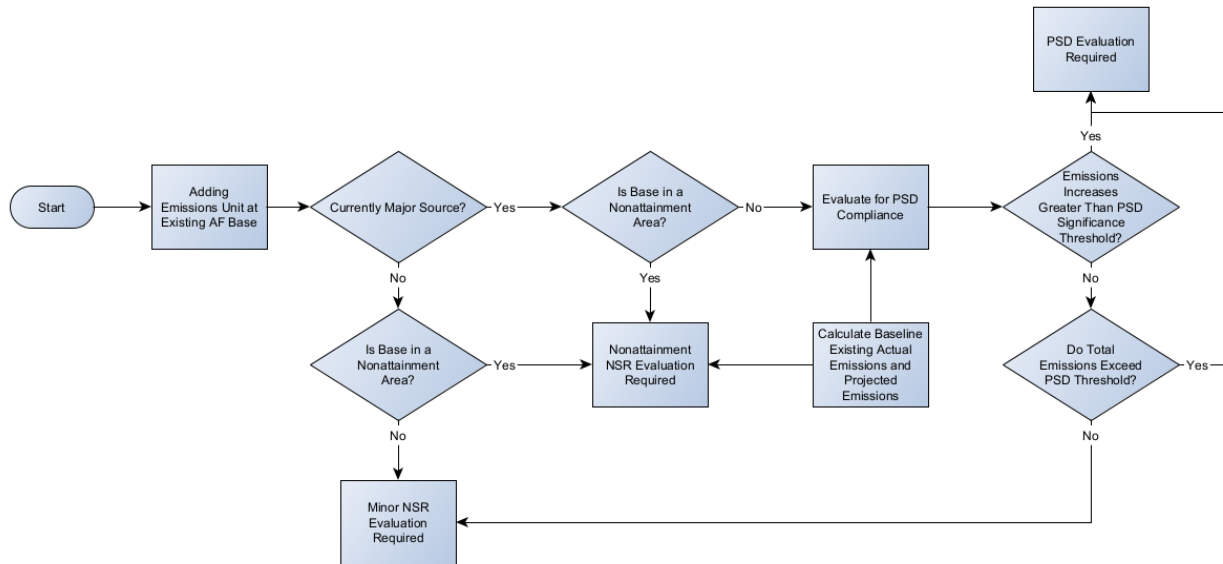 PSD Evaluation
Required
Yes
Start
Adding
Emissions Unit at
Existing AF Base
Currently Major Source?
Yes
Is Base in a
Nonattainment
Area?
No
Evaluate for PSD
Compliance
Emissions
Increases
Greater Than PSD
Significance
Threshold?
No
Yes
No
Is Base in a
Nonattainment
Area?
Yes
Nonattainment
NSR Evaluation
Required
Calculate Baseline
Existing Actual
Emissions and
Projected
Emissions
Do Total
Emissions Exceed
PSD Threshold?
Yes
No
No
Minor NSR
Evaluation
Required